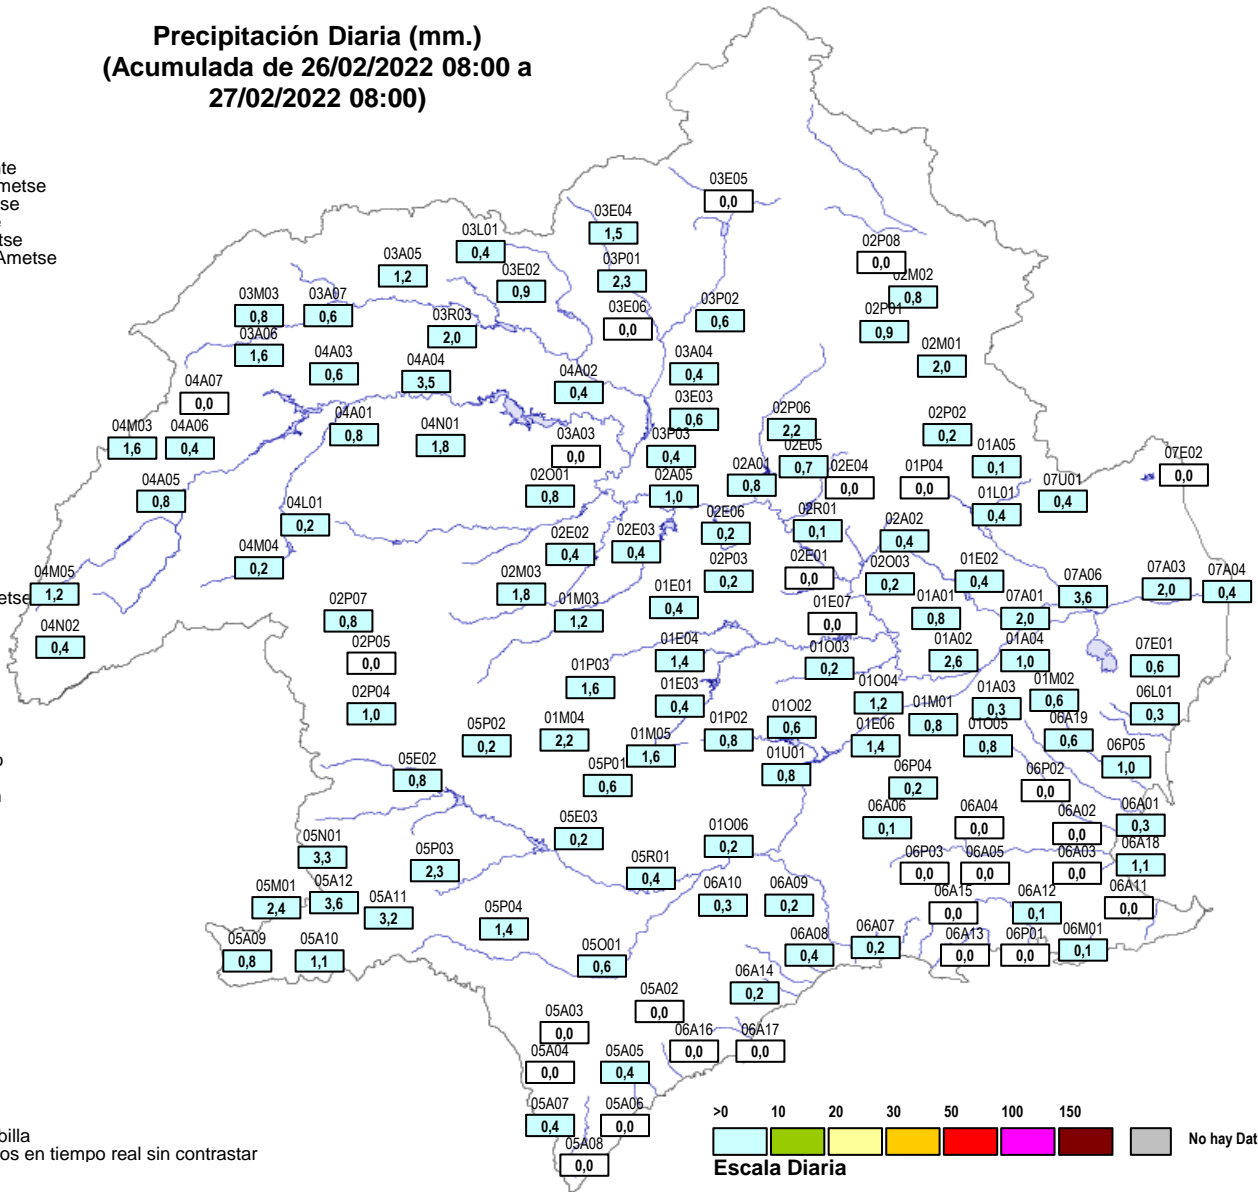 Precipitación Diaria (mm.)
(Acumulada de 26/02/2022 08:00 a
27/02/2022 08:00)
03E05
0,0
03E04
1,5
03L01
0,4
03A05
1,2
02P08
0,0
03P01
2,3
03E02
0,9
02M02
0,8
03M03
0,8
03A07
0,6
03R03
2,0
03E06
0,0
03P02
0,6
02P01
0,9
03A06
1,6
04A03
0,6
04A04
3,5
04A02
0,4
03A04
0,4
02M01
2,0
04A07
0,0
04M03
1,6
04A06
0,4
04A01
0,8
04N01
1,8
03A03
0,0
03E03
0,6
03P03
0,4
02P06
2,2
02P02
0,2
02E05
0,7
01A05
0,1
07E02
0,0
04A05
0,8
02O01
0,8
02A05
1,0
02A01
0,8
02E04
0,0
01P04
0,0
07U01
0,4
04L01
0,2
01L01
0,4
02E06
0,2
02R01
0,1
02A02
0,4
02E02
0,4
02E03
0,4
04M04
0,2
04M05
1,2
02M03
1,8
02P03
0,2
02E01
0,0
02O03
0,2
01E02
0,4
07A06
3,6
07A03
2,0
07A04
0,4
04N02
0,4
02P07
0,8
01M03
1,2
01E01
0,4
01E07
0,0
01A01
0,8
07A01
2,0
02P05
0,0
01E04
1,4
01O03
0,2
01A02
2,6
01A04
1,0
07E01
0,6
02P04
1,0
01P03
1,6
01E03
0,4
01O04
1,2
01A03
0,3
01M02
0,6
06L01
0,3
05P02
0,2
01M04
2,2
01M05
1,6
01P02
0,8
01O02
0,6
01E06
1,4
01M01
0,8
01O05
0,8
06A19
0,6
06P05
1,0
05E02
0,8
05P01
0,6
01U01
0,8
06P04
0,2
06P02
0,0
05E03
0,2
01O06
0,2
06A06
0,1
06A04
0,0
06A02
0,0
06A01
0,3
05N01
3,3
05P03
2,3
05R01
0,4
06P03
0,0
06A05
0,0
06A03
0,0
06A18
1,1
05M01
2,4
05A12
3,6
05A11
3,2
05P04
1,4
06A10
0,3
06A09
0,2
06A15
0,0
06A12
0,1
06A11
0,0
05A09
0,8
05A10
1,1
05O01
0,6
06A08
0,4
06A07
0,2
06A13
0,0
06P01
0,0
06M01
0,1
06A14
0,2
05A02
0,0
05A03
0,0
06A16
0,0
06A17
0,0
05A04
0,0
05A05
0,4
05A07
0,4
05A06
0,0
05A08
0,0
billa
os en tiempo real sin contrastar
>0 10 20 30 50 100 150
No hay Dat
Escala Diaria